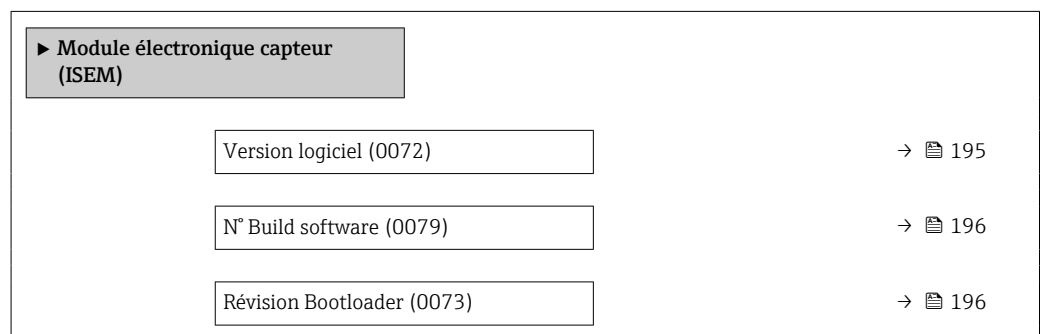 ▶ Module électronique capteur
(ISEM)
Version logiciel (0072) → 195
N° Build software (0079) → 196
Révision Bootloader (0073) → 196